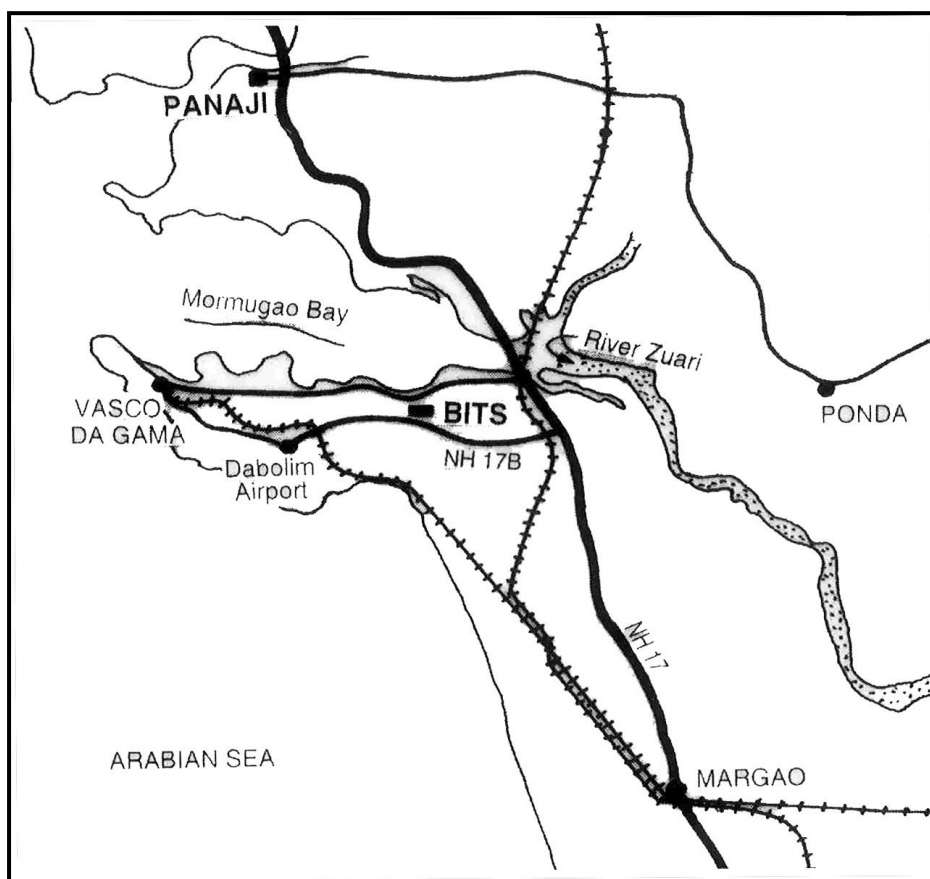 PANAJI
Mormugao Bay
River Zuari
VASCO
DA GAMA
BITS
PONDA
NH 17B
Dabolim
Airport
NH 17
ARABIAN SEA
MARGAO